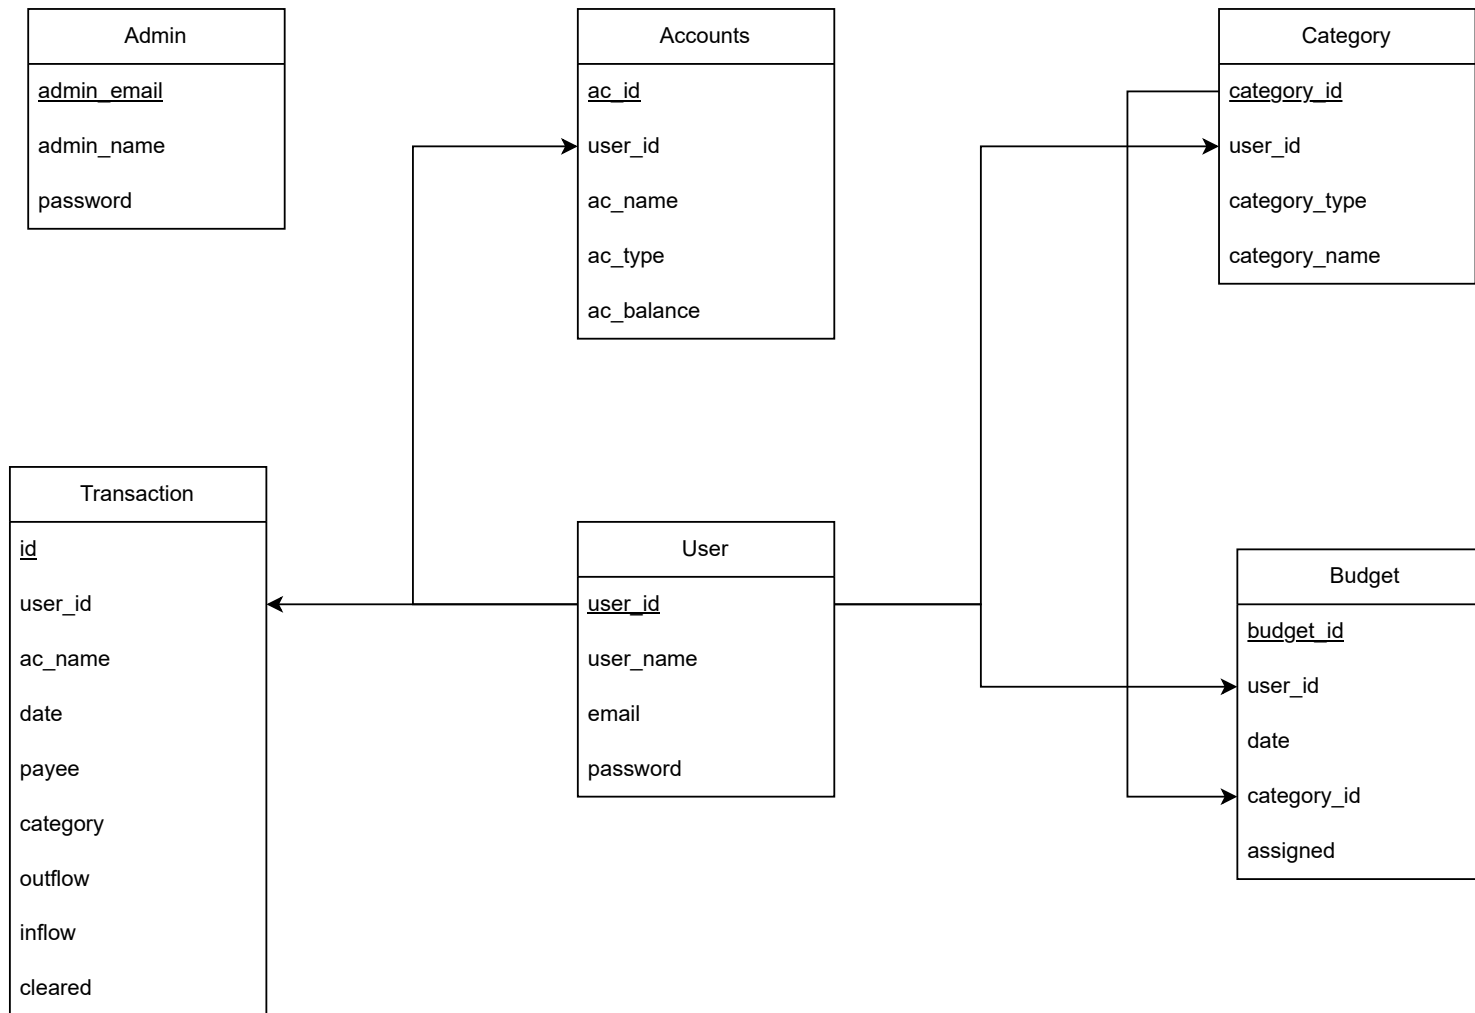 Admin
admin_email
admin_name
password
Accounts
ac_id
user_id
ac_name
ac_type
ac_balance
Category
category_id
user_id
category_type
category_name
Transaction
id
user_id
ac_name
date
payee
category
outflow
inflow
cleared
User
user_id
user_name
email
password
Budget
budget_id
user_id
date
category_id
assigned